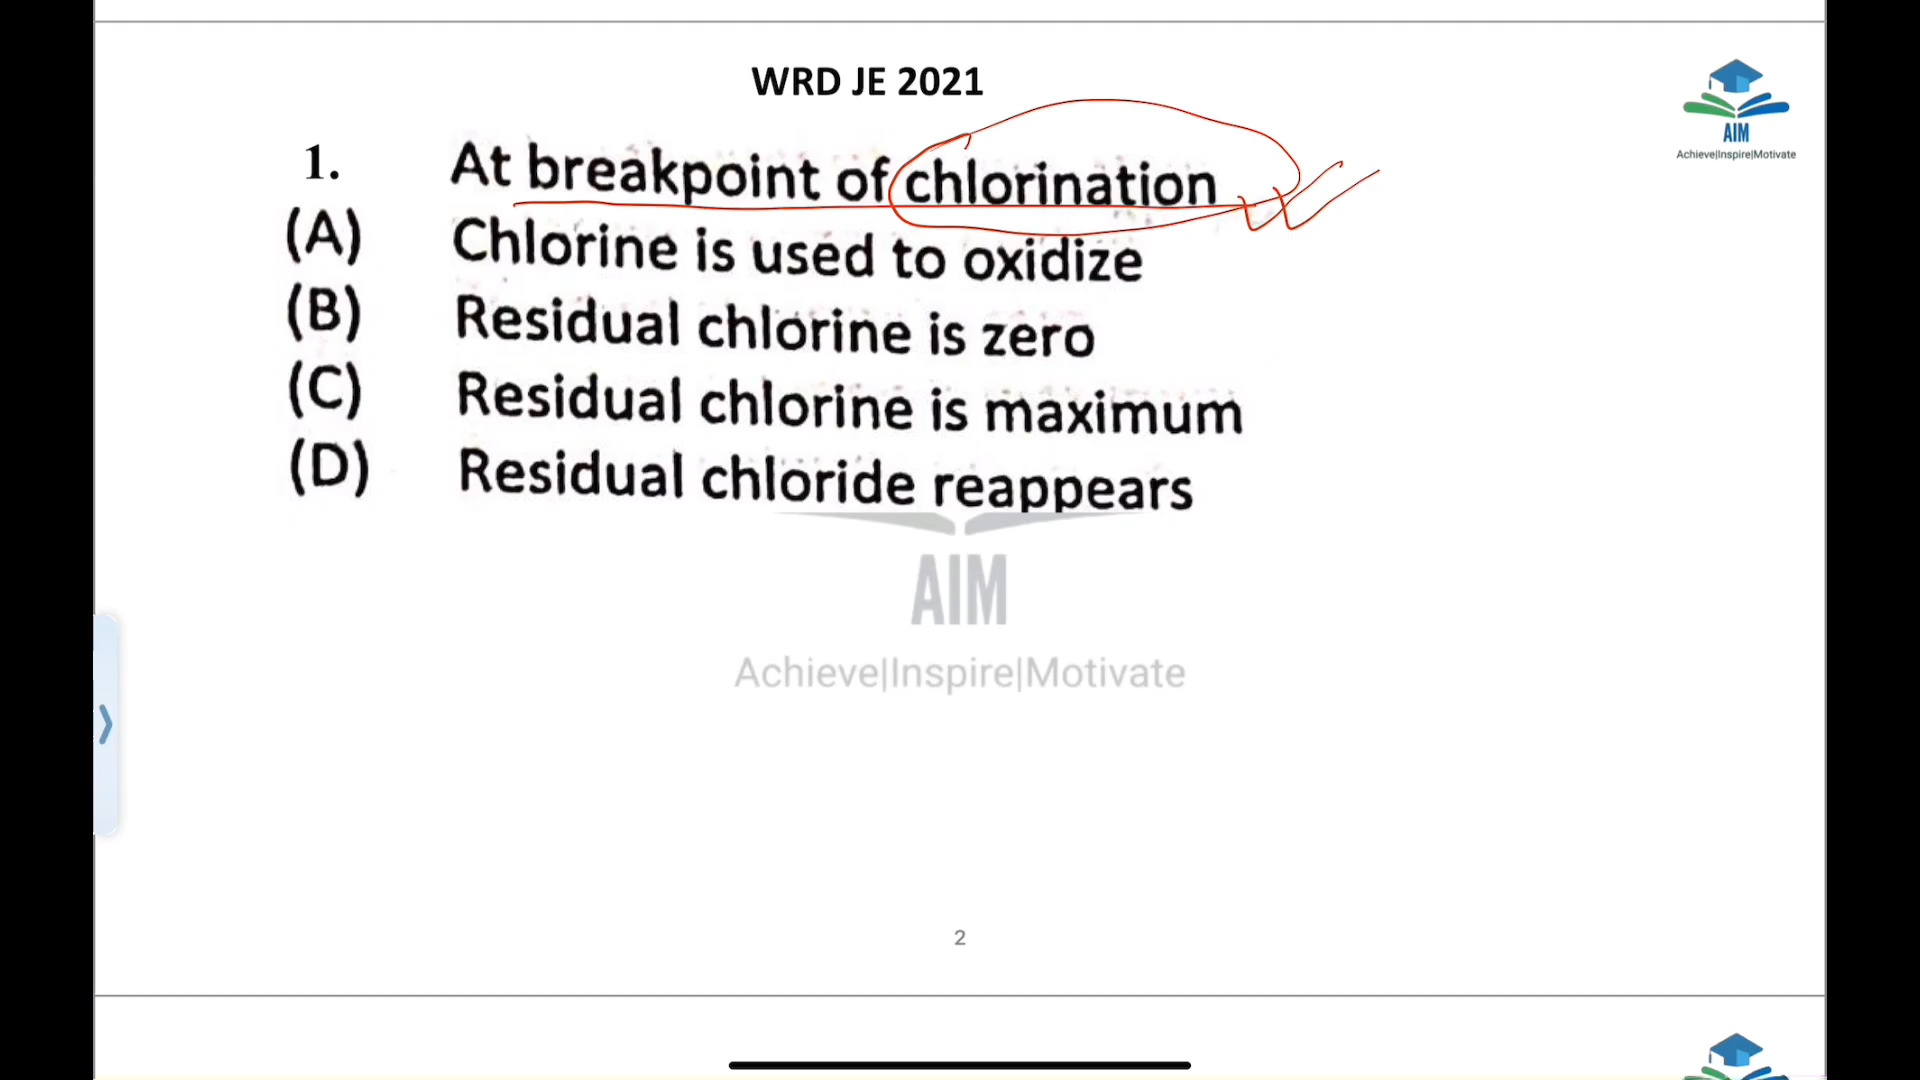 WRD JE 2021
AIM
Achieve|Inspire|Motivate
1. At breakpoint of chlorination
(A) Chlorine is used to oxidize
(B) Residual chlorine is zero
(C) Residual chlorine is maximum
(D) Residual chloride reappears
AIM
Achieve|Inspire|Motivate
2